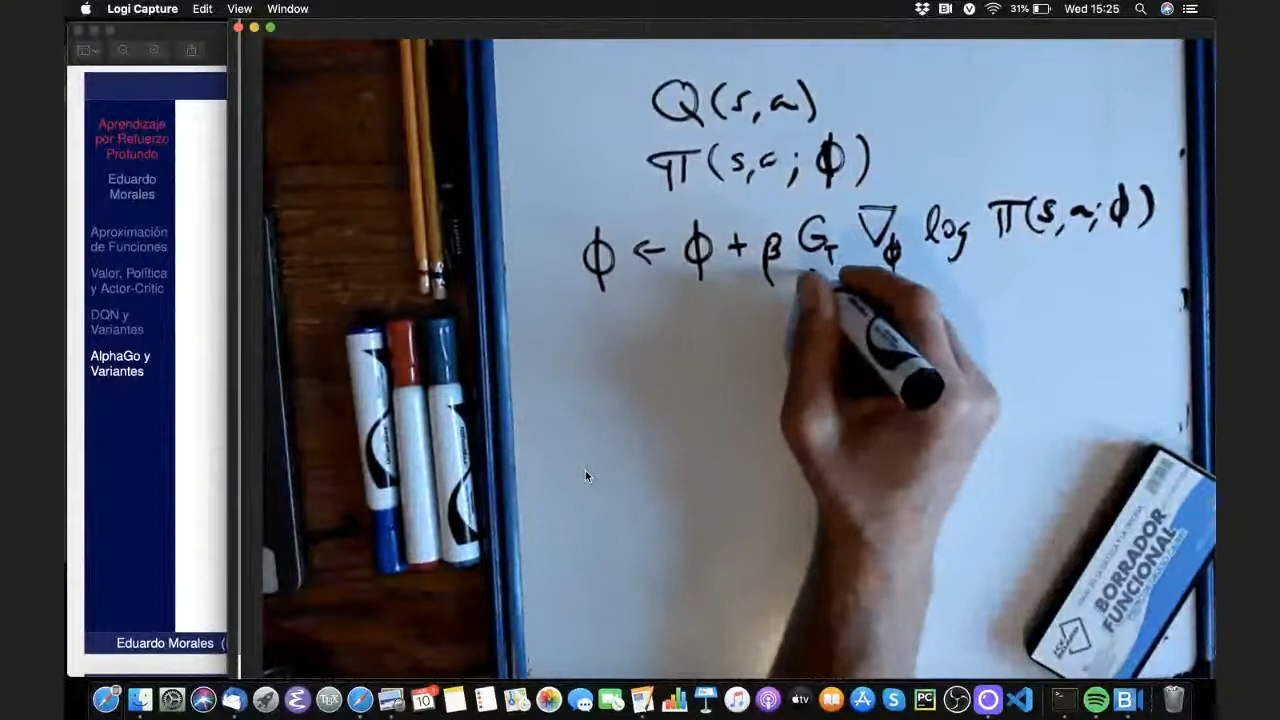 Logi Capture File Edit View Window
31% Wed 15:25
Aprendizaje
por Refuerzo
Profundo
Eduardo
Morales
Aproximación
de Funciones
Valor, Política
y Actor-Critic
DQN y
Variantes
AlphaGo y
Variantes
Eduardo Morales (
Q(s,a)
π(s,a;φ)
φ ← φ + β G_T ∇_φ log π(s,a;φ)
BORRADOR
FUNCIONAL